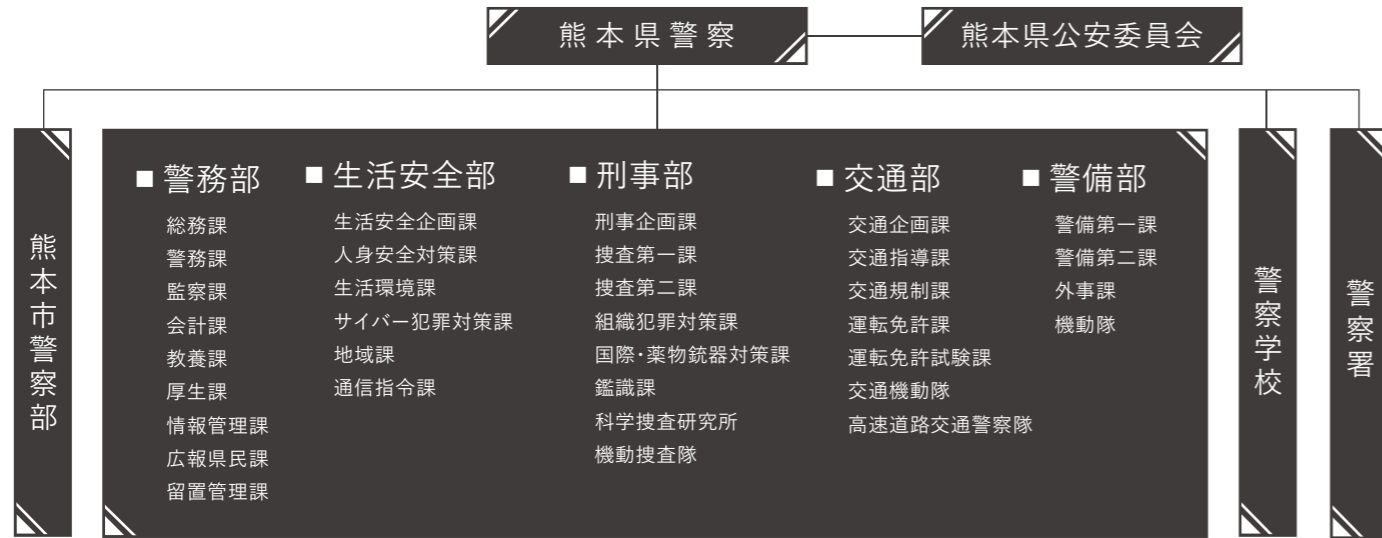 熊本県警察
熊本県公安委員会
熊本市警察部
■ 警務部
総務課
警務課
監察課
会計課
教養課
厚生課
情報管理課
広報県民課
留置管理課
■ 生活安全部
生活安全企画課
人身安全対策課
生活環境課
サイバー犯罪対策課
地域課
通信指令課
■ 刑事部
刑事企画課
捜査第一課
捜査第二課
組織犯罪対策課
国際・薬物銃器対策課
鑑識課
科学捜査研究所
機動捜査隊
■ 交通部
交通企画課
交通指導課
交通規制課
運転免許課
運転免許試験課
交通機動隊
高速道路交通警察隊
■ 警備部
警備第一課
警備第二課
外事課
機動隊
警察学校
警察署